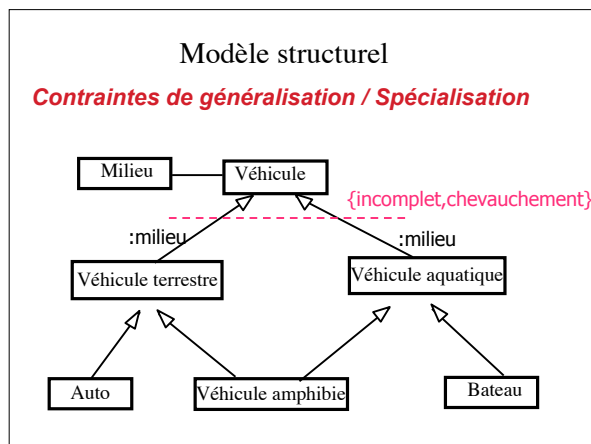 Modèle structurel
Contraintes de généralisation / Spécialisation
Milieu
Véhicule
{incomplet,chevauchement}
:milieu
:milieu
Véhicule terrestre
Véhicule aquatique
Auto
Véhicule amphibie
Bateau